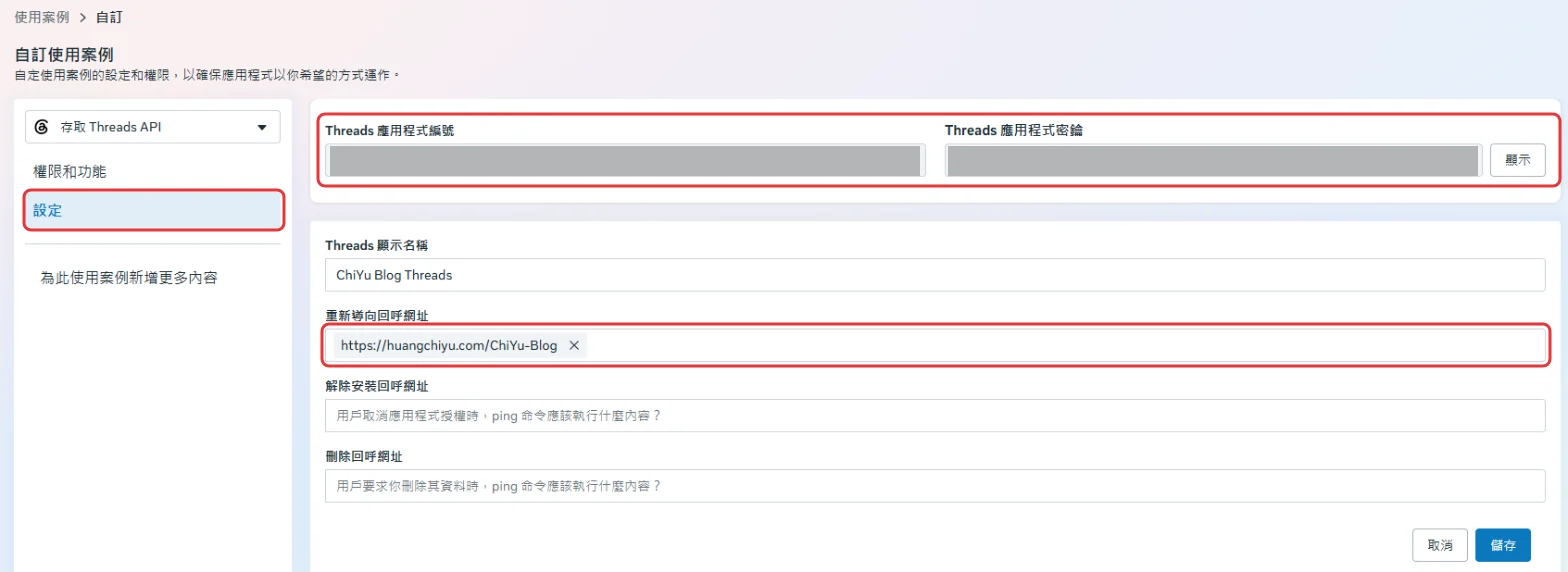 使用案例 > 自訂
自訂使用案例
自定使用案例的設定和權限，以確保應用程式以你希望的方式運作。
存取 Threads API
權限和功能
設定
為此使用案例新增更多內容
Threads 應用程式編號
Threads 應用程式密鑰
顯示
Threads 顯示名稱
ChiYu Blog Threads
重新導向回呼網址
https://huangchiyu.com/ChiYu-Blog ×
解除安裝回呼網址
用戶取消應用程式授權時，ping 命令應該執行什麼內容？
刪除回呼網址
用戶要求你刪除其資料時，ping 命令應該執行什麼內容？
取消
儲存